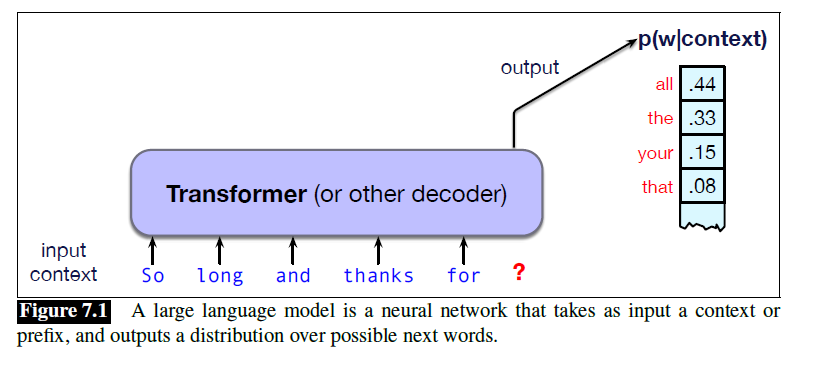 p(w|context)
output
all .44
the .33
your .15
that .08
Transformer (or other decoder)
input
context So long and thanks for ?
Figure 7.1 A large language model is a neural network that takes as input a context or
prefix, and outputs a distribution over possible next words.